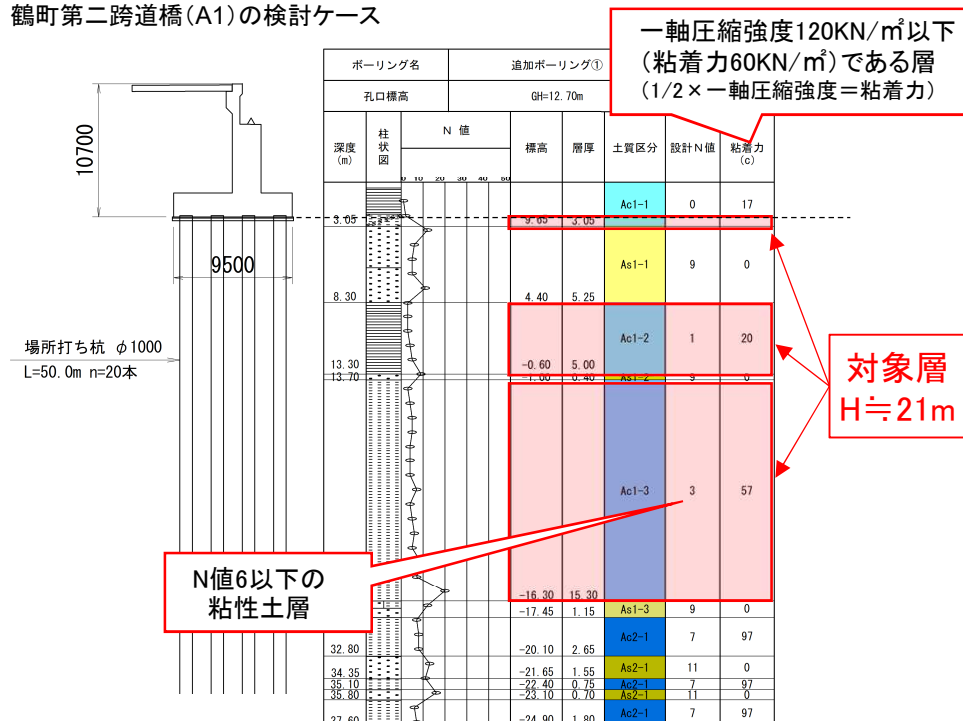 鶴町第二跨道橋(A1)の検討ケース
一軸圧縮強度120KN/㎡以下
(粘着力60KN/㎡)である層
(1/2×一軸圧縮強度=粘着力)
ボーリング名 追加ボーリング①
孔口標高 GH=12.70m
深度(m) 柱状図 N 値 標高 層厚 土質区分 設計N値 粘着力(c)
0 10 20 30 40 50
10700
9500
場所打ち杭 φ1000
L=50.0m n=20本
Ac1-1 0 17
3.05 9.65 3.05
As1-1 9 0
8.30 4.40 5.25
Ac1-2 1 20
13.30 -0.60 5.00
13.70 -1.00 0.40 As1-2 9 0
Ac1-3 3 57
-16.30 15.30
-17.45 1.15 As1-3 9 0
Ac2-1 7 97
32.80 -20.10 2.65
As2-1 11 0
34.35 -21.65 1.55
35.10 -22.40 0.75 Ac2-1 7 97
35.80 -23.10 0.70 As2-1 11 0
Ac2-1 7 97
37.60 -24.90 1.80
対象層
H≒21m
N値6以下の
粘性土層